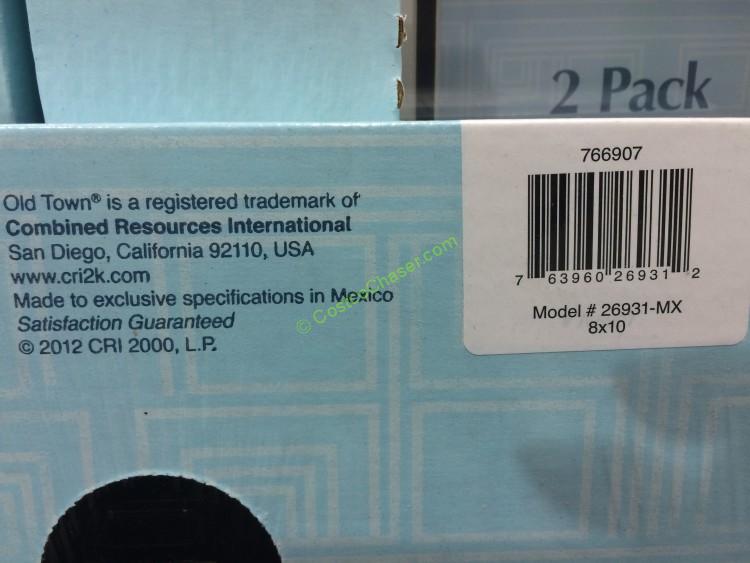 2 Pack
Old Town® is a registered trademark of
Combined Resources International
San Diego, California 92110, USA
www.cri2k.com
Made to exclusive specifications in Mexico
Satisfaction Guaranteed
© 2012 CRI 2000, L.P.
766907
7 63960 26931 2
Model # 26931-MX
8x10
© CostcoChaser.com